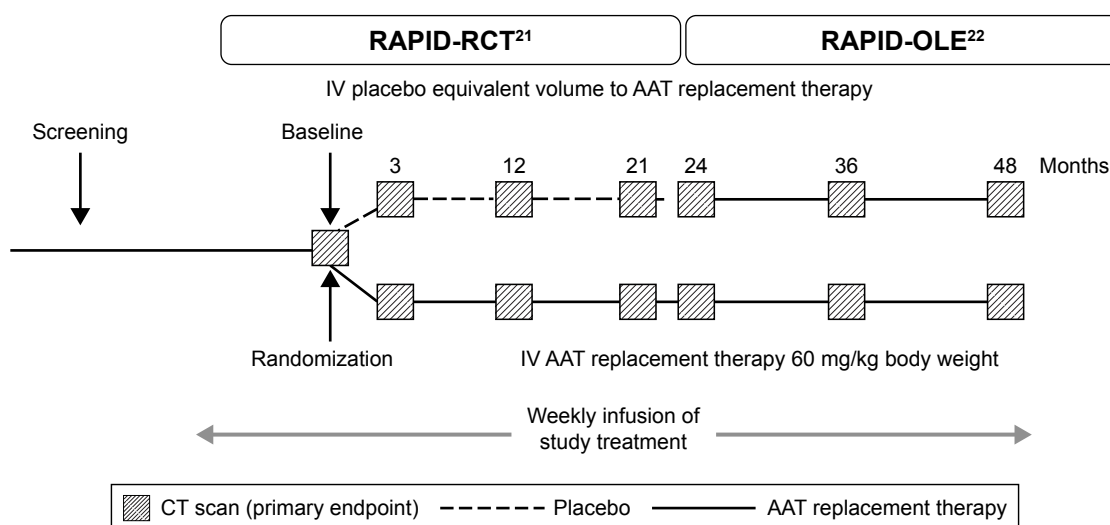 RAPID-RCT²¹ RAPID-OLE²²
IV placebo equivalent volume to AAT replacement therapy
Screening Baseline
3 12 21 24 36 48 Months
Randomization IV AAT replacement therapy 60 mg/kg body weight
Weekly infusion of
study treatment
CT scan (primary endpoint) Placebo AAT replacement therapy